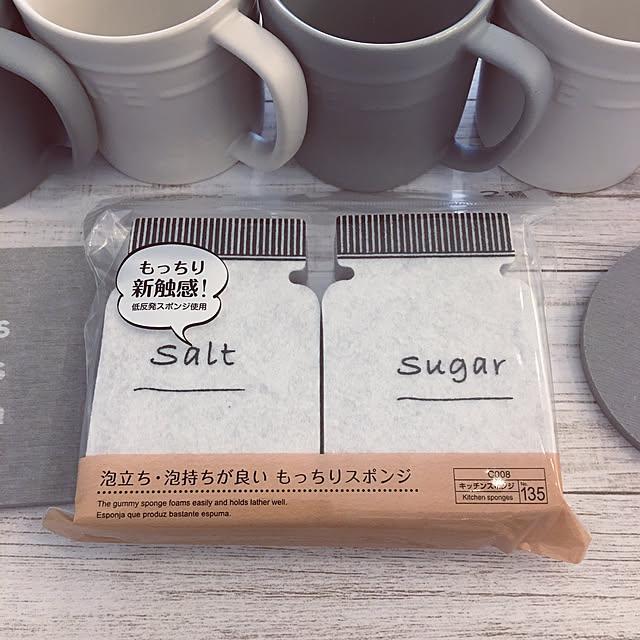 もっちり
新触感!
低反発スポンジ使用
Salt
Sugar
泡立ち・泡持ちが良い もっちりスポンジ
The gummy sponge foams easily and holds lather well.
Esponja que produz bastante espuma.
C008
キッチンスポンジ
Kitchen sponges
No.
135
s
s